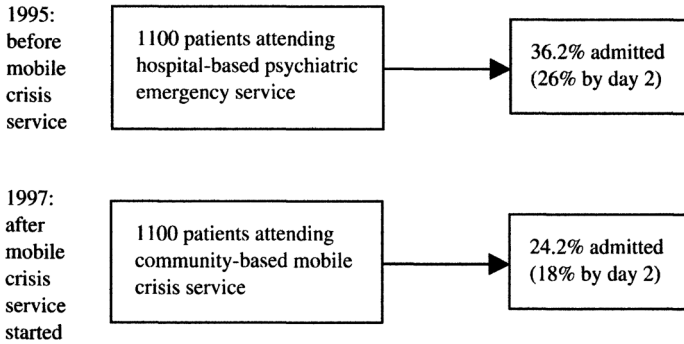 1995:
before
mobile
crisis
service
1100 patients attending
hospital-based psychiatric
emergency service
36.2% admitted
(26% by day 2)
1997:
after
mobile
crisis
service
started
1100 patients attending
community-based mobile
crisis service
24.2% admitted
(18% by day 2)